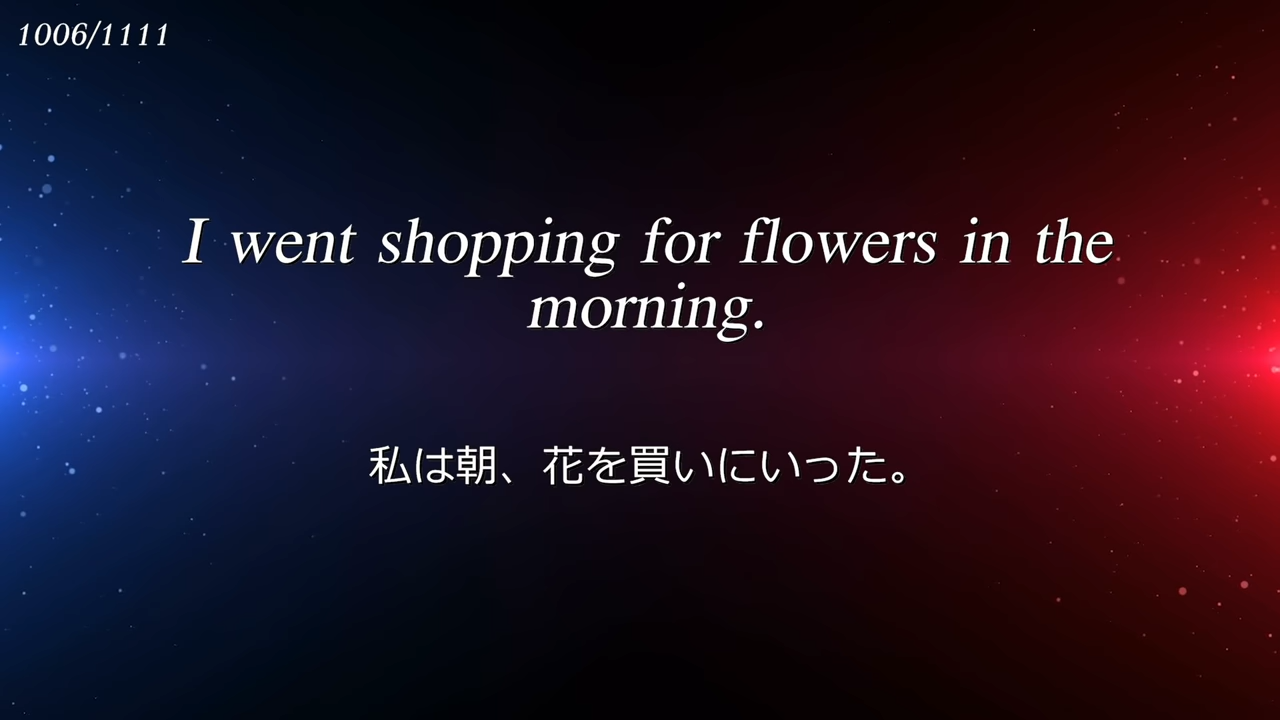 1006/1111
I went shopping for flowers in the
morning.
私は朝、花を買いにいった。